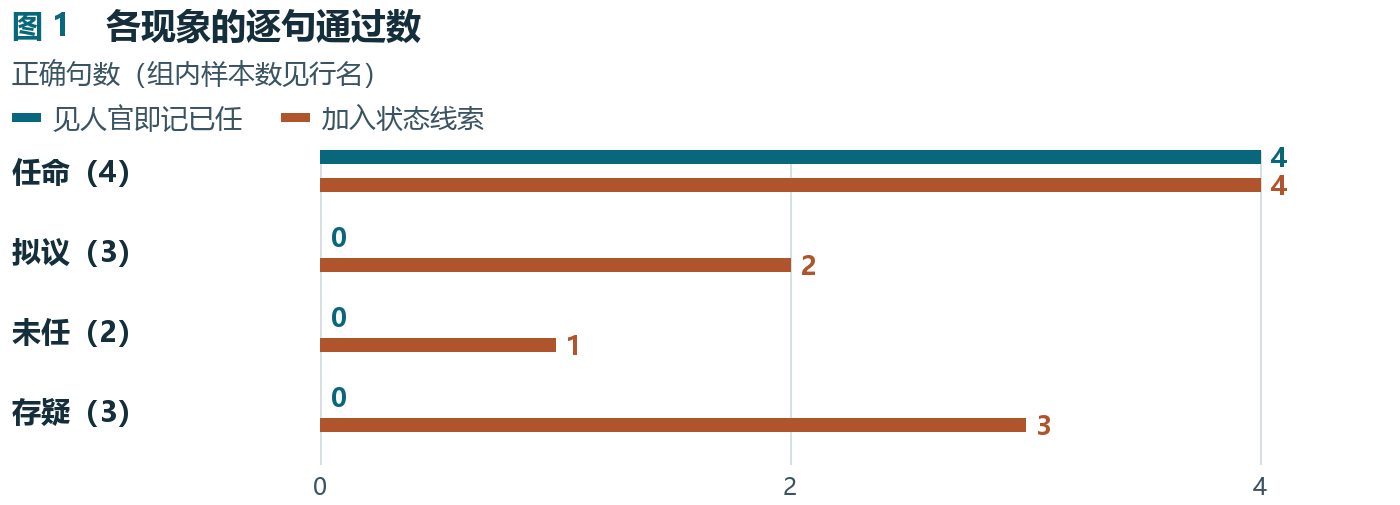 图 1 各现象的逐句通过数
正确句数（组内样本数见行名）
见人官即记已任 加入状态线索
任命（4） 4
4
拟议（3） 0
2
未任（2） 0
1
存疑（3） 0
3
0 2 4